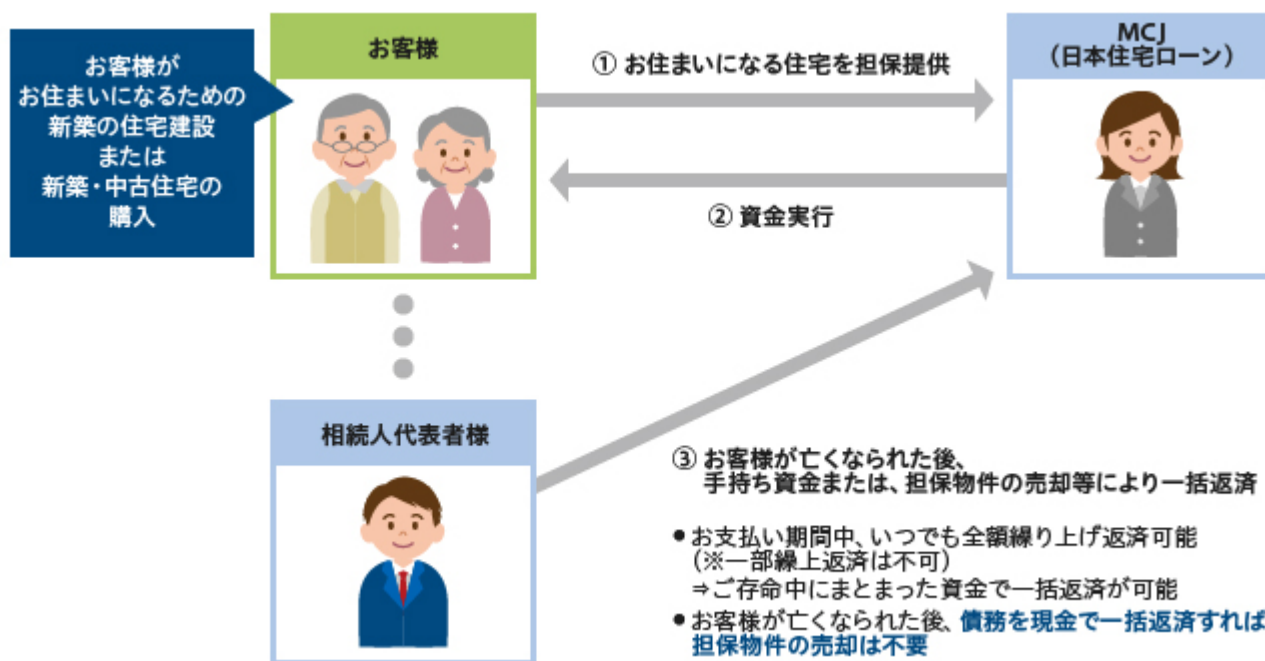 お客様が
お住まいになるための
新築の住宅建設
または
新築・中古住宅の
購入
お客様
① お住まいになる住宅を担保提供
MCJ
（日本住宅ローン）
② 資金実行
相続人代表者様
③ お客様が亡くなられた後、
手持ち資金または、担保物件の売却等により一括返済
● お支払い期間中、いつでも全額繰り上げ返済可能
(※一部繰上返済は不可)
⇒ご存命中にまとまった資金で一括返済が可能
● お客様が亡くなられた後、債務を現金で一括返済すれば
担保物件の売却は不要